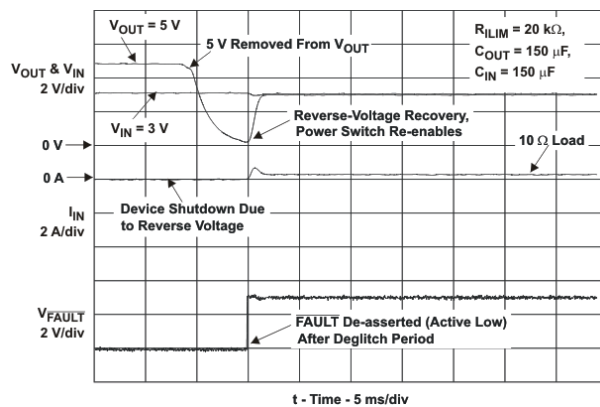 V_OUT = 5 V
5 V Removed From V_OUT
R_ILIM = 20 kΩ,
C_OUT = 150 µF,
C_IN = 150 µF
V_OUT & V_IN
2 V/div
V_IN = 3 V
Reverse-Voltage Recovery,
Power Switch Re-enables
0 V
10 Ω Load
0 A
Device Shutdown Due
to Reverse Voltage
I_IN
2 A/div
V_FAULT
2 V/div
FAULT De-asserted (Active Low)
After Deglitch Period
t - Time - 5 ms/div